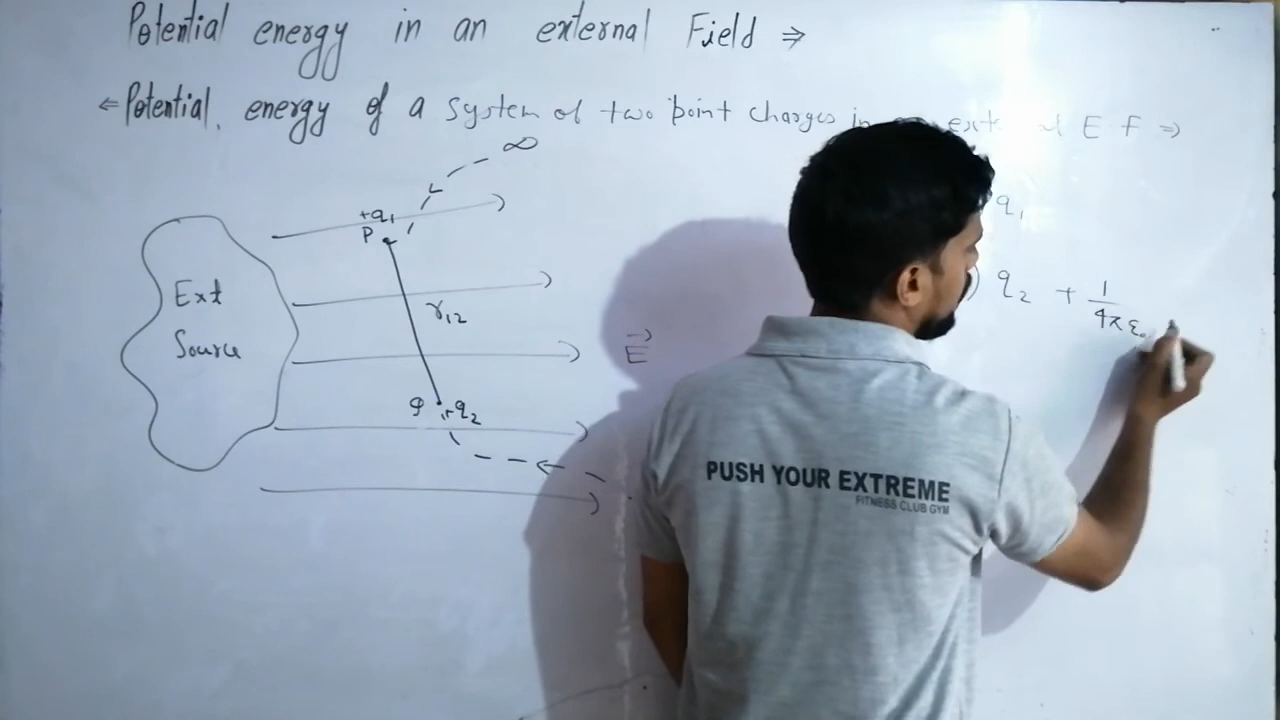 Potential energy in an external Field ⇒
⇐ Potential energy of a system of two point charges in E F ⇒
∞
+q₁
P
q₁
Ext
Source
r₁₂
E⃗
) q₂ + 1/4πε₀
Q +q₂
PUSH YOUR EXTREME
FITNESS CLUB GYM